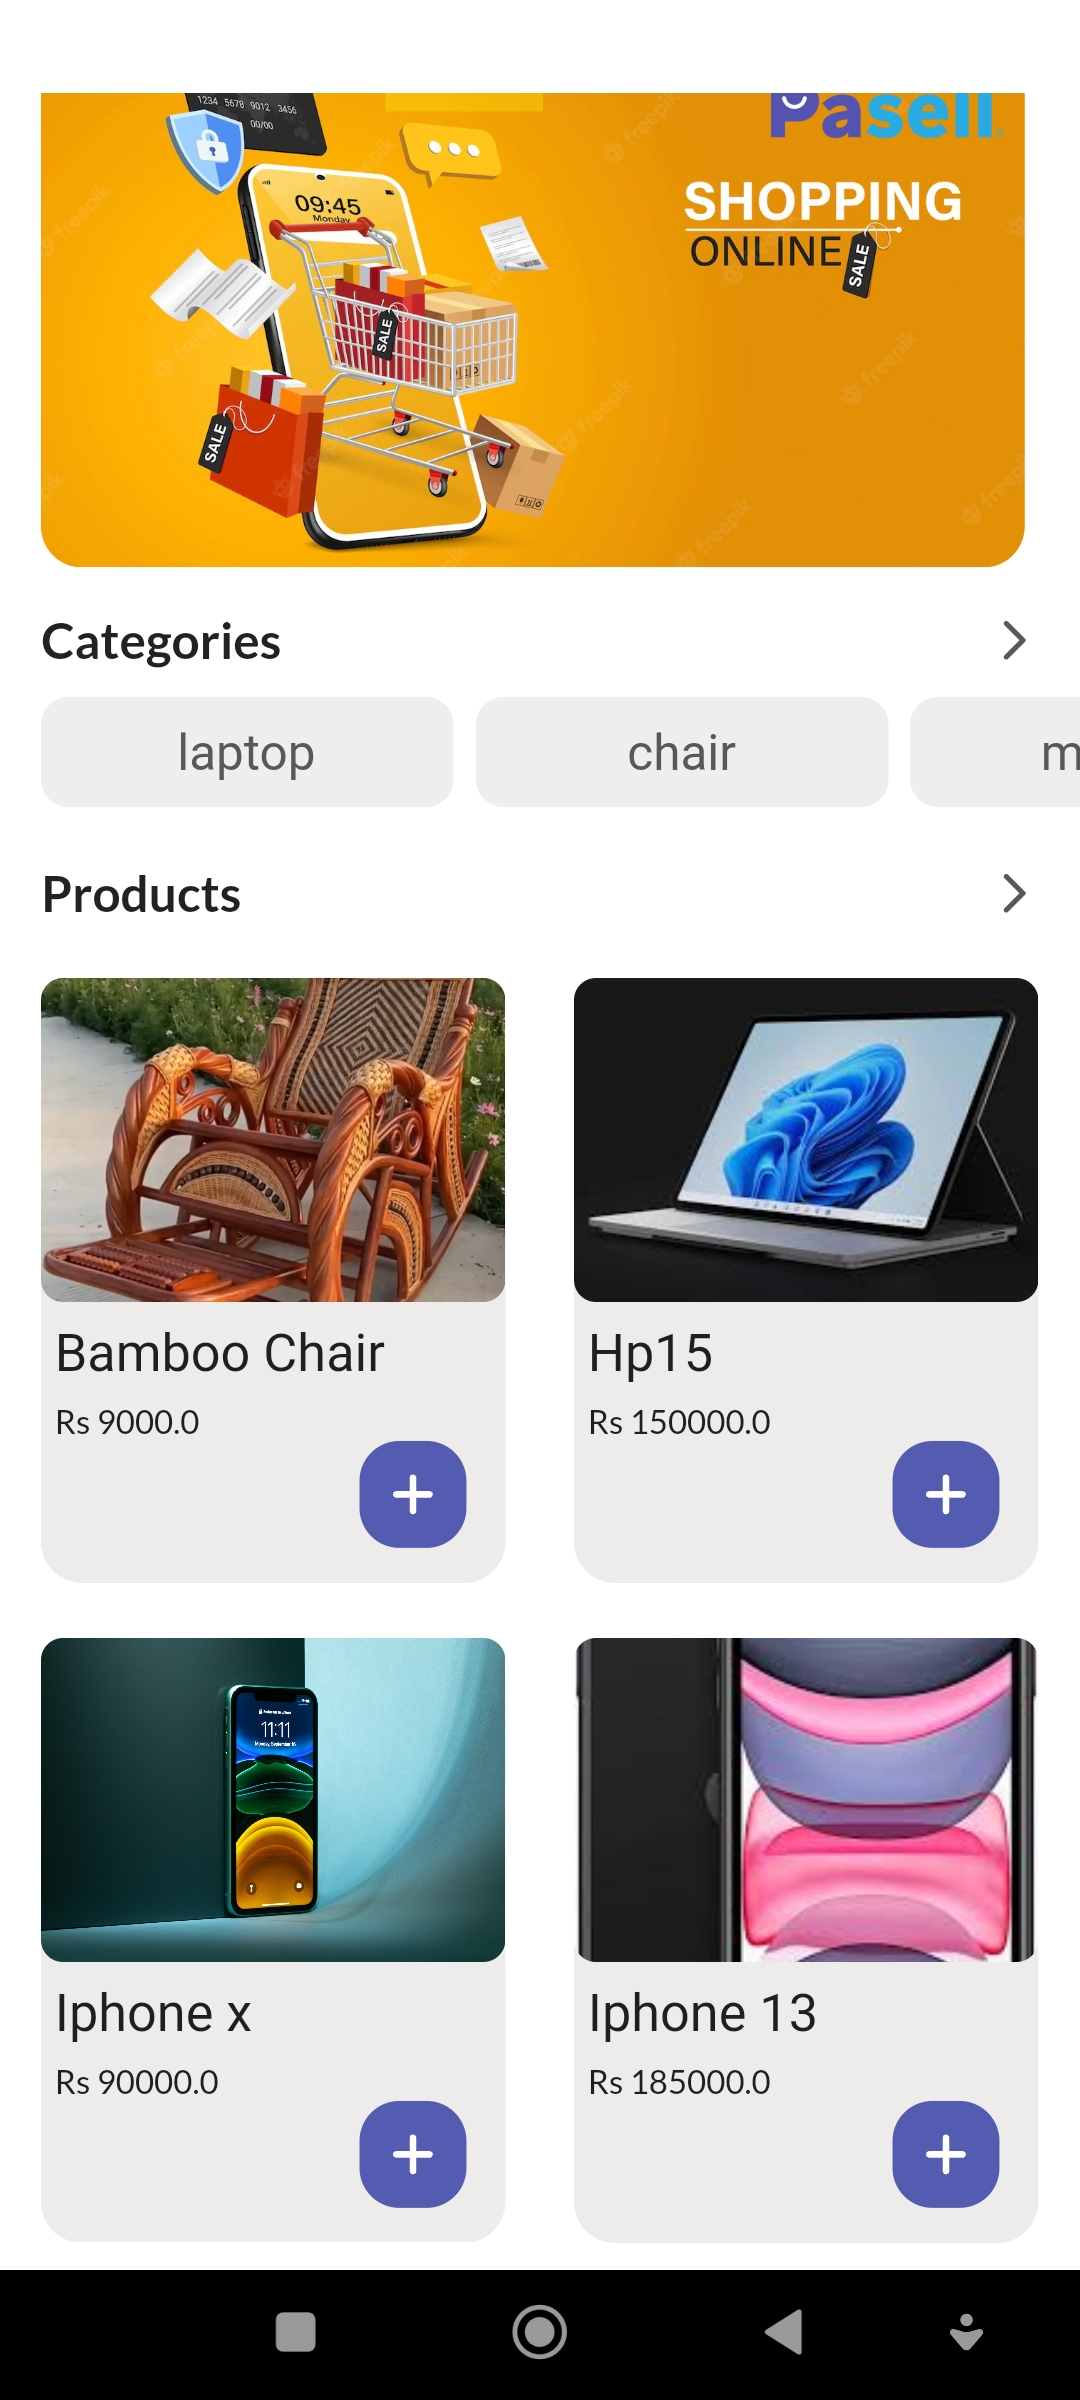 1234 5678 9012 3456
00/00
Pasell
09:45
Monday
SHOPPING
ONLINE
SALE
SALE
SALE
Categories
laptop
chair
m
Products
Bamboo Chair
Hp15
Rs 9000.0
Rs 150000.0
11:11
Iphone x
Iphone 13
Rs 90000.0
Rs 185000.0